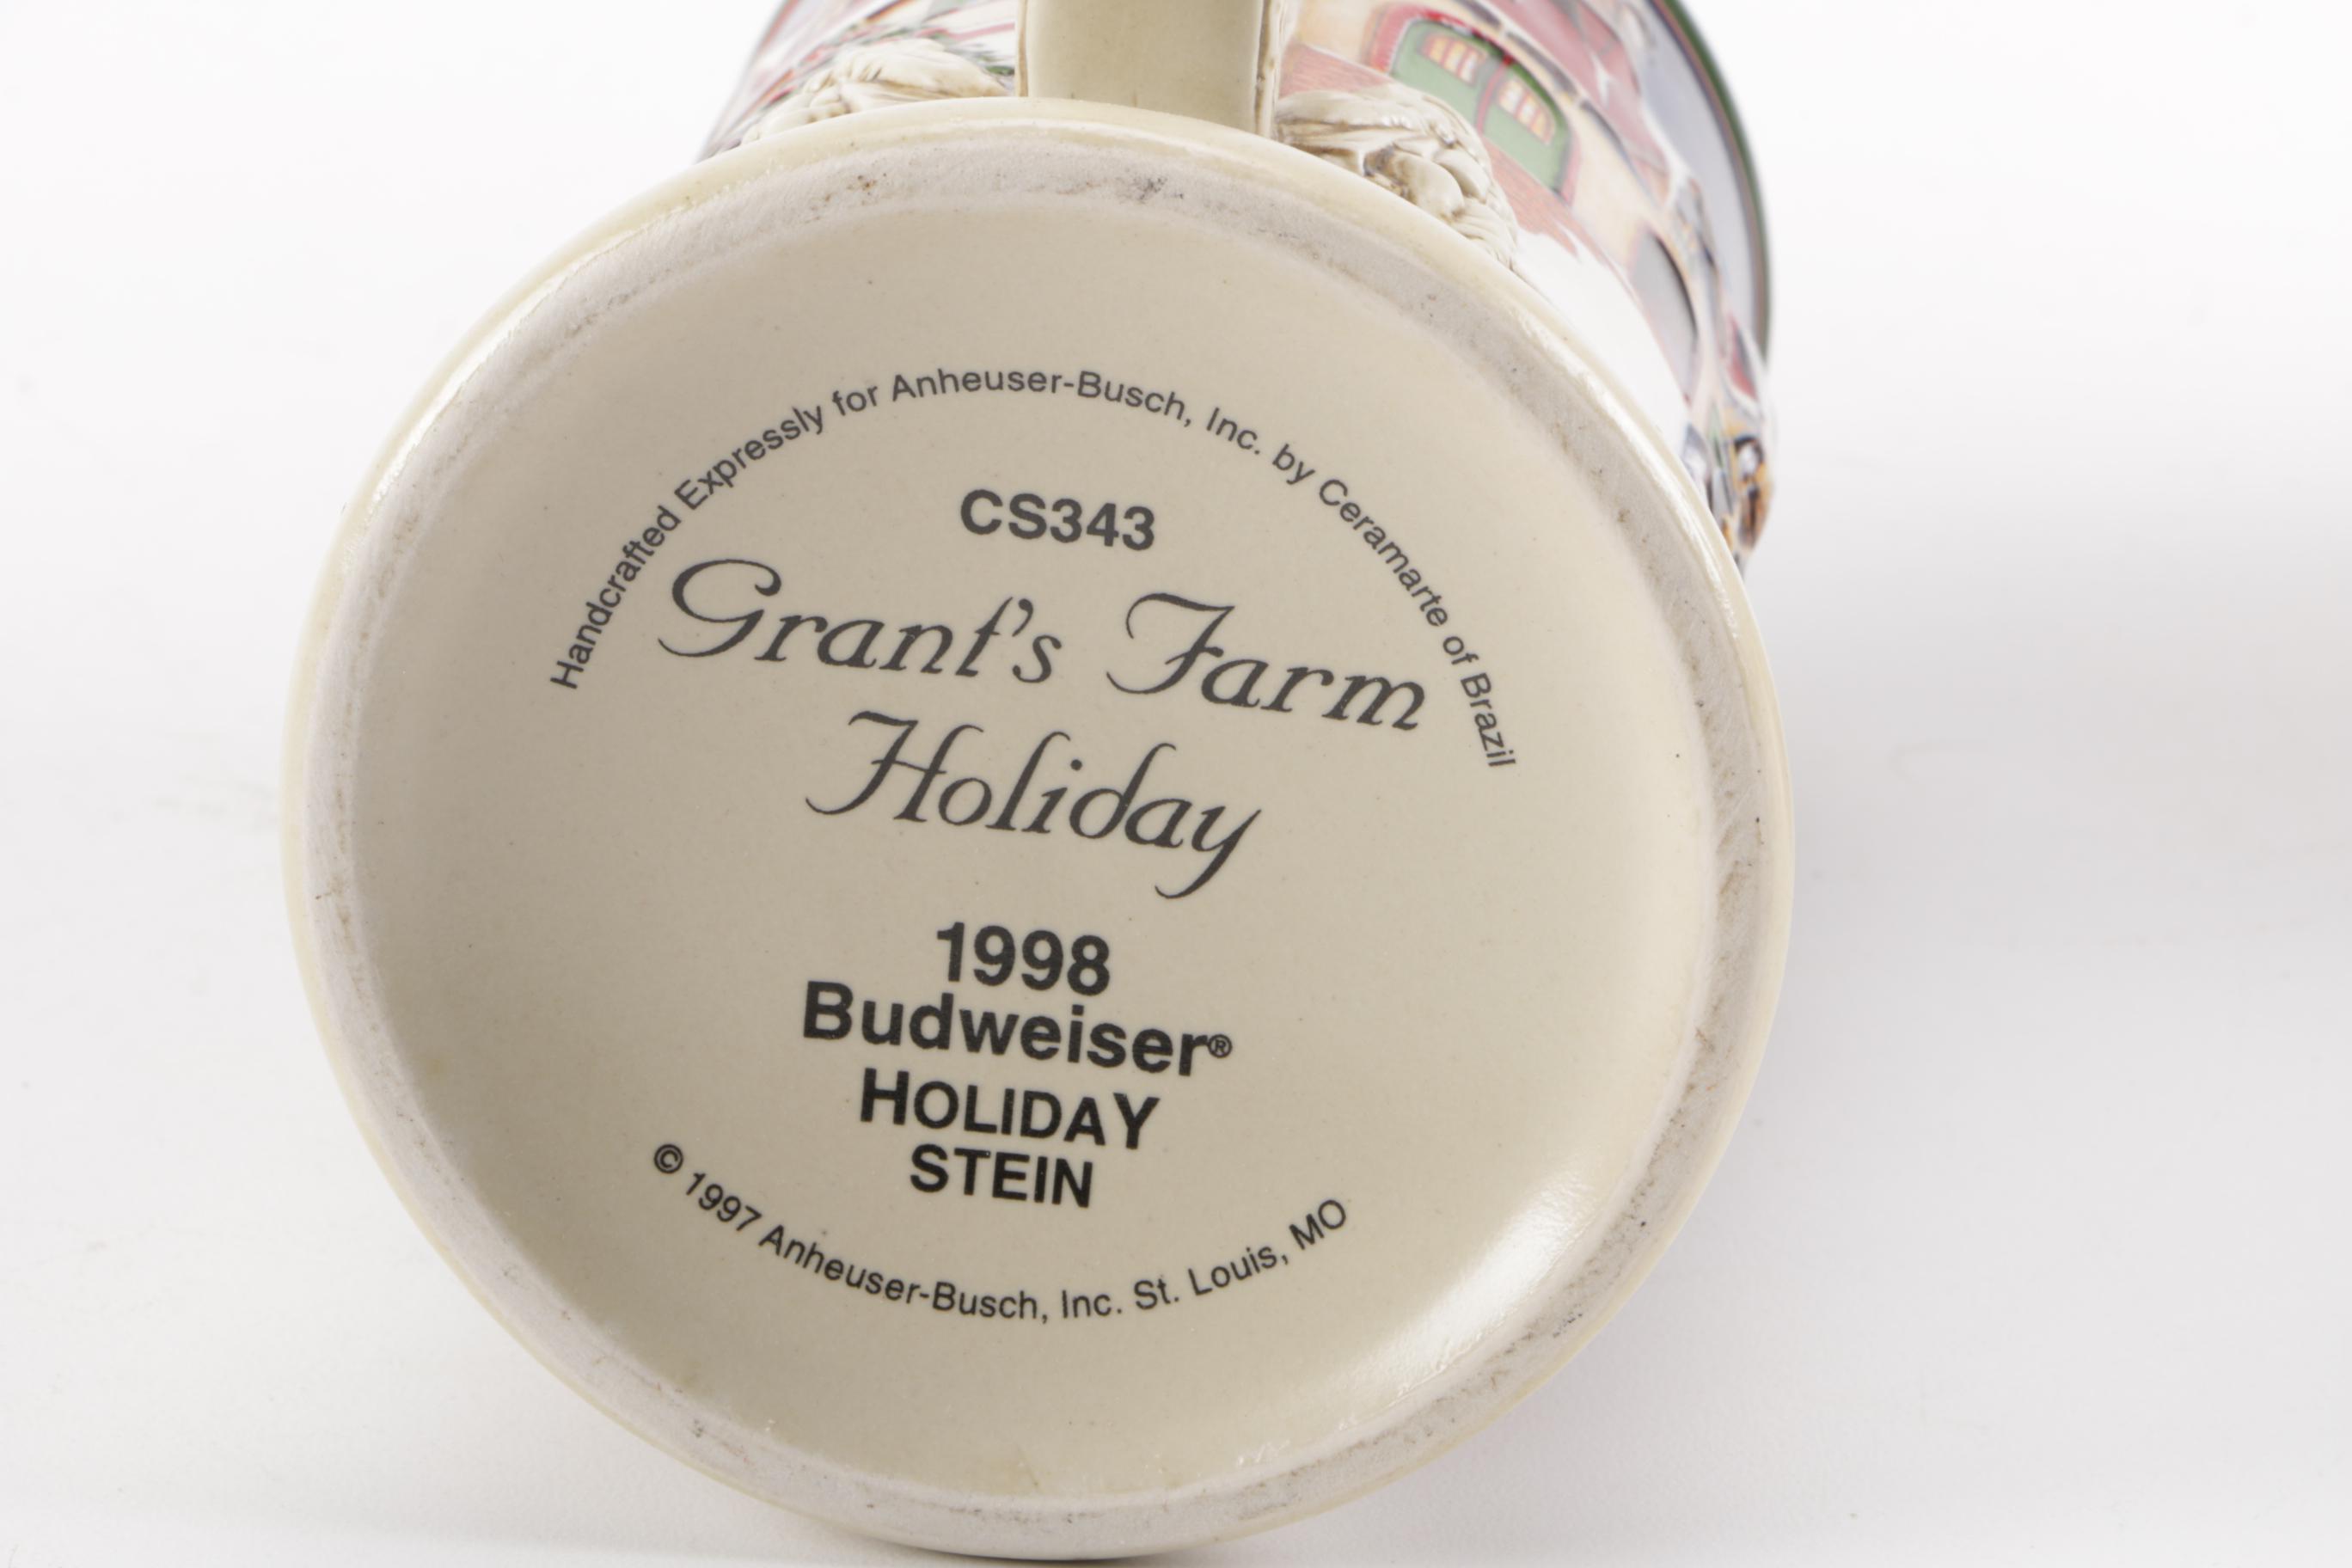 Handcrafted Expressly for Anheuser-Busch, Inc. by Ceramarte of Brazil
CS343
Grant's Farm
Holiday
1998
Budweiser®
HOLIDAY
STEIN
© 1997 Anheuser-Busch, Inc. St. Louis, MO